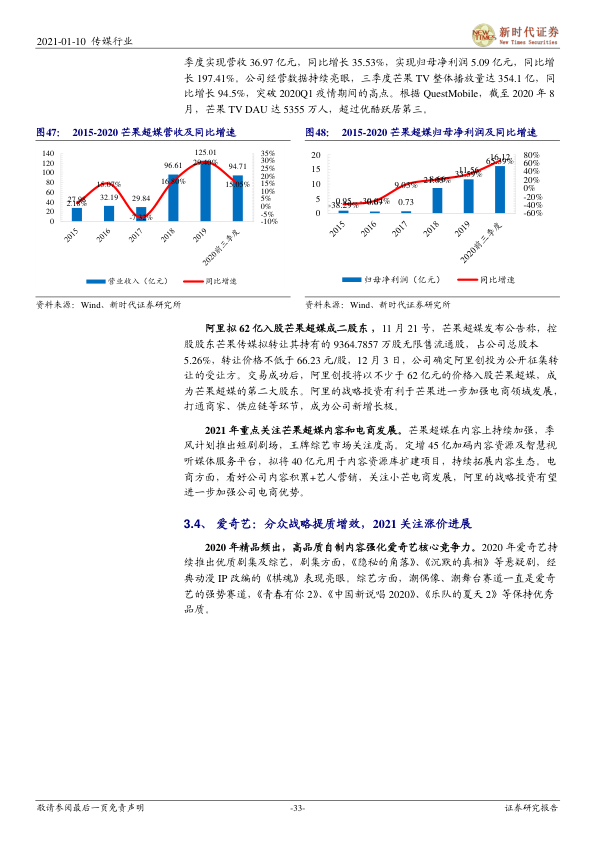 2021-01-10 传媒行业
新时代证券
New Times Securities
季度实现营收 36.97 亿元，同比增长 35.53%，实现归母净利润 5.09 亿元，同比增
长 197.41%。公司经营数据持续亮眼，三季度芒果 TV 整体播放量达 354.1 亿，同
比增长 94.5%，突破 2020Q1 疫情期间的高点。根据 QuestMobile，截至 2020 年 8
月，芒果 TV DAU 达 5355 万人，超过优酷跃居第三。
图47： 2015-2020 芒果超媒营收及同比增速
140
120
100
80
60
40
20
0
35%
30%
25%
20%
15%
10%
5%
0%
-5%
-10%
2.18%
32.19
29.84
96.61
125.01
94.71
15.05%
2015
2016
2017
2018
2019
2020前三季度
营业收入（亿元）
同比增速
资料来源：Wind、新时代证券研究所
图48： 2015-2020 芒果超媒归母净利润及同比增速
20
15
10
5
0
80%
60%
40%
20%
0%
-20%
-40%
-60%
0.95
-38.29%
0.73
9.03%
11.56
16.12
2015
2016
2017
2018
2019
2020前三季度
归母净利润（亿元）
同比增速
资料来源：Wind、新时代证券研究所
阿里拟 62 亿入股芒果超媒成二股东 ，11 月 21 号，芒果超媒发布公告称，控
股股东芒果传媒拟转让其持有的 9364.7857 万股无限售流通股，占公司总股本
5.26%，转让价格不低于 66.23 元/股，12 月 3 日，公司确定阿里创投为公开征集转
让的受让方。交易成功后，阿里创投将以不少于 62 亿元的价格入股芒果超媒，成
为芒果超媒的第二大股东。阿里的战略投资有利于芒果进一步加强电商领域发展，
打通商家、供应链等环节，成为公司新增长极。
2021 年重点关注芒果超媒内容和电商发展。芒果超媒在内容上持续加强，季
风计划推出短剧剧场，王牌综艺市场关注度高。定增 45 亿加码内容资源及智慧视
听媒体服务平台，拟将 40 亿元用于内容资源库扩建项目，持续拓展内容生态。电
商方面，看好公司内容积累+艺人营销，关注小芒电商发展，阿里的战略投资有望
进一步加强公司电商优势。
3.4、 爱奇艺：分众战略提质增效，2021 关注涨价进展
2020 年精品频出，高品质自制内容强化爱奇艺核心竞争力。2020 年爱奇艺持
续推出优质剧集及综艺，剧集方面，《隐秘的角落》、《沉默的真相》等悬疑剧，经
典动漫 IP 改编的《棋魂》表现亮眼。综艺方面，潮偶像、潮舞台赛道一直是爱奇
艺的强势赛道，《青春有你 2》、《中国新说唱 2020》、《乐队的夏天 2》等保持优秀
品质。
敬请参阅最后一页免责声明
-33-
证券研究报告